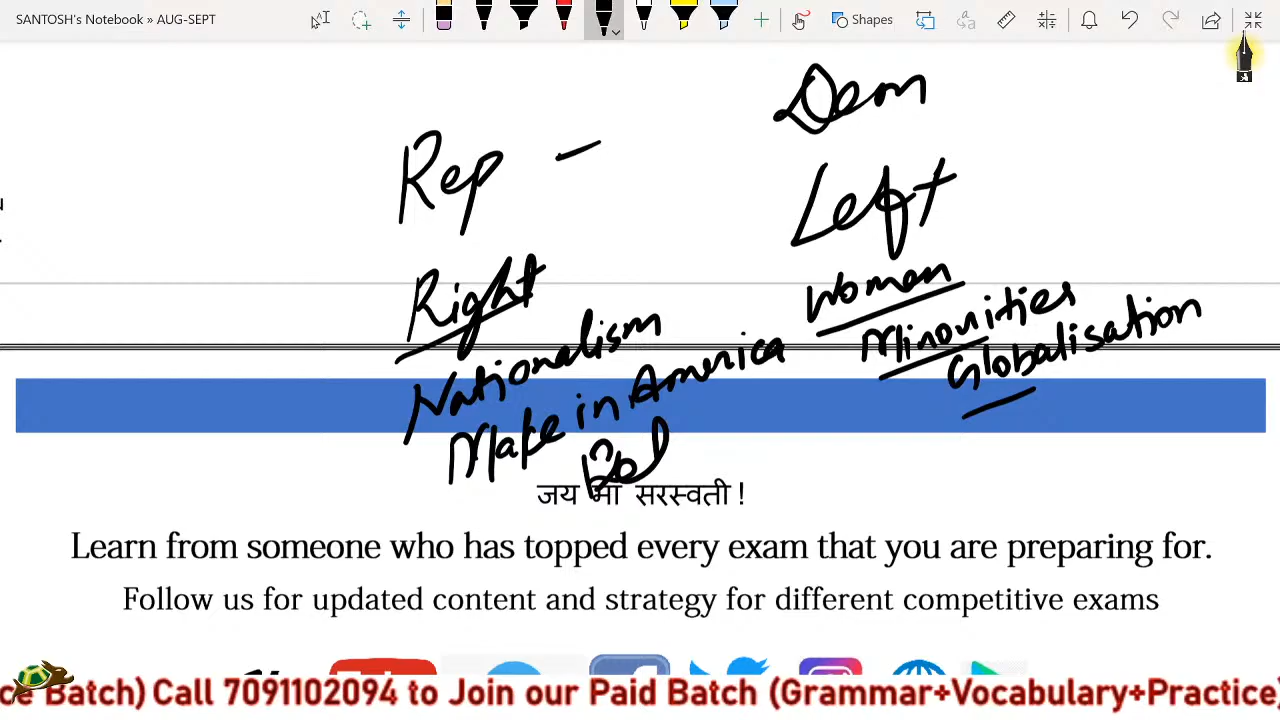 SANTOSH's Notebook » AUG-SEPT
Shapes
Dem
Rep -
Left
Right
Woman
Minorities
Globalisation
Nationalism
Make in America
जय माँ सरस्वती !
Learn from someone who has topped every exam that you are preparing for.
Follow us for updated content and strategy for different competitive exams
ce Batch) Call 7091102094 to Join our Paid Batch (Grammar+Vocabulary+Practice)